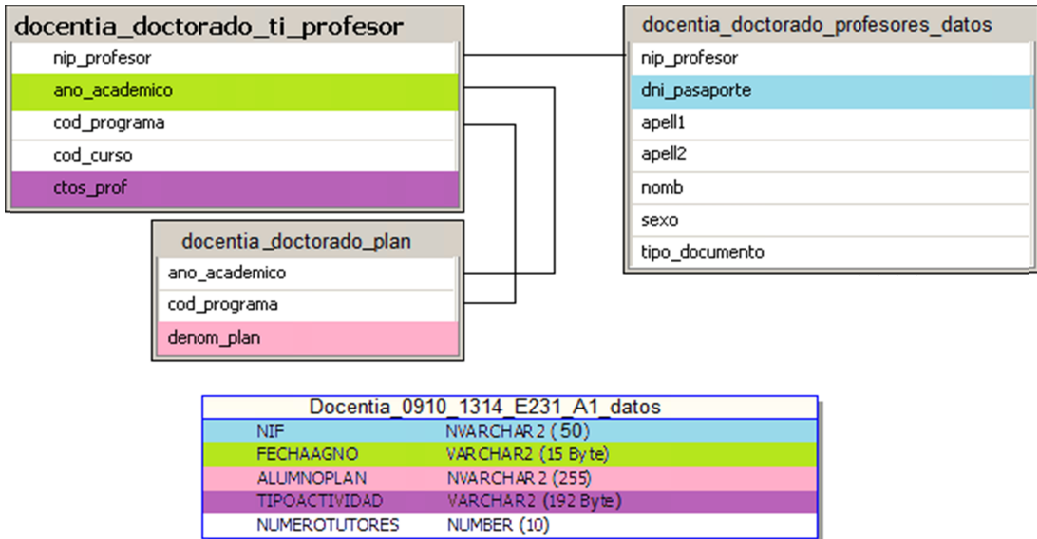 docentia_doctorado_ti_profesor
nip_profesor
ano_academico
cod_programa
cod_curso
ctos_prof
docentia_doctorado_profesores_datos
nip_profesor
dni_pasaporte
apell1
apell2
nomb
sexo
tipo_documento
docentia_doctorado_plan
ano_academico
cod_programa
denom_plan
Docentia_0910_1314_E231_A1_datos
NIF NVARCHAR2 (50)
FECHAAGNO VARCHAR2 (15 Byte)
ALUMNOPLAN NVARCHAR2 (255)
TIPOACTIVIDAD VARCHAR2 (192 Byte)
NUMEROTUTORES NUMBER (10)